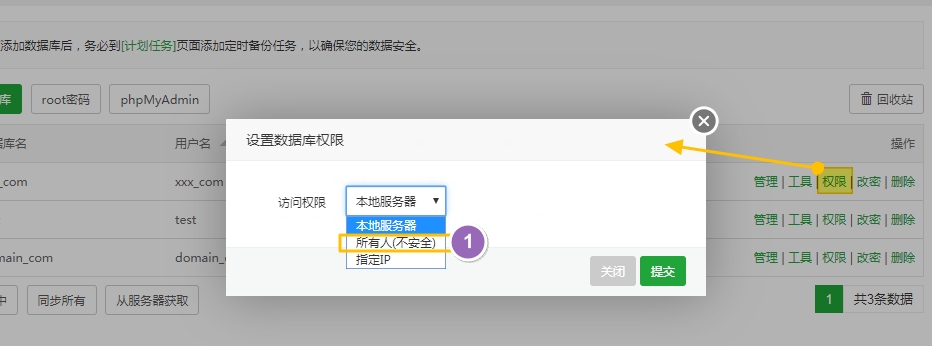 添加数据库后，务必到[计划任务]页面添加定时备份任务，以确保您的数据安全。
库 root密码 phpMyAdmin 回收站
据库名 用户名 操作
_com xxx_com 管理 | 工具 | 权限 | 改密 | 删除
test 管理 | 工具 | 权限 | 改密 | 删除
main_com domain_c 管理 | 工具 | 权限 | 改密 | 删除
中 同步所有 从服务器获取 1 共3条数据
设置数据库权限
访问权限 本地服务器
本地服务器
所有人(不安全) 1
指定IP
关闭 提交